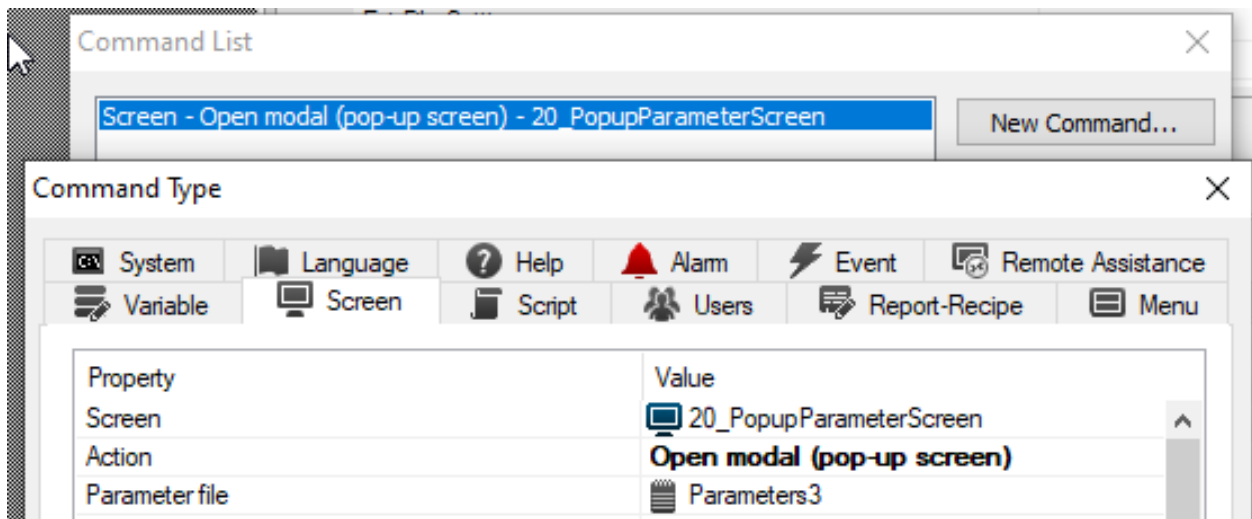 Command List
Screen - Open modal (pop-up screen) - 20_PopupParameterScreen
New Command...
Command Type
System Language Help Alarm Event Remote Assistance
Variable Screen Script Users Report-Recipe Menu
Property Value
Screen 20_PopupParameterScreen
Action Open modal (pop-up screen)
Parameter file Parameters3